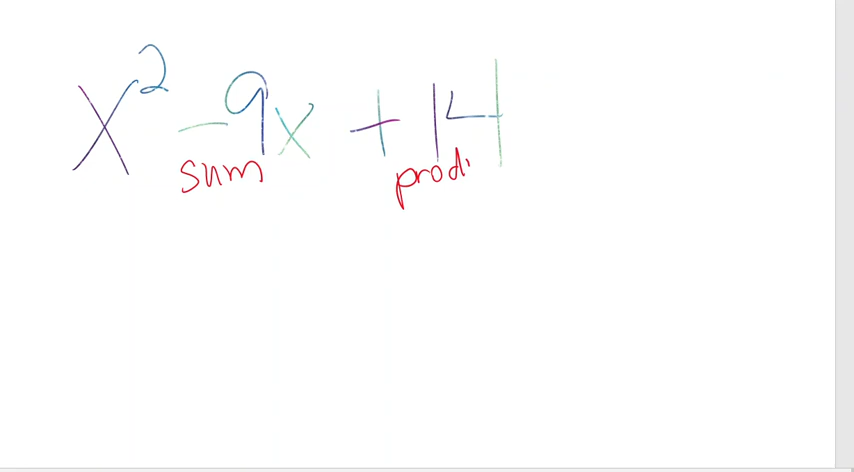 x² - 9x + 14
sum prod